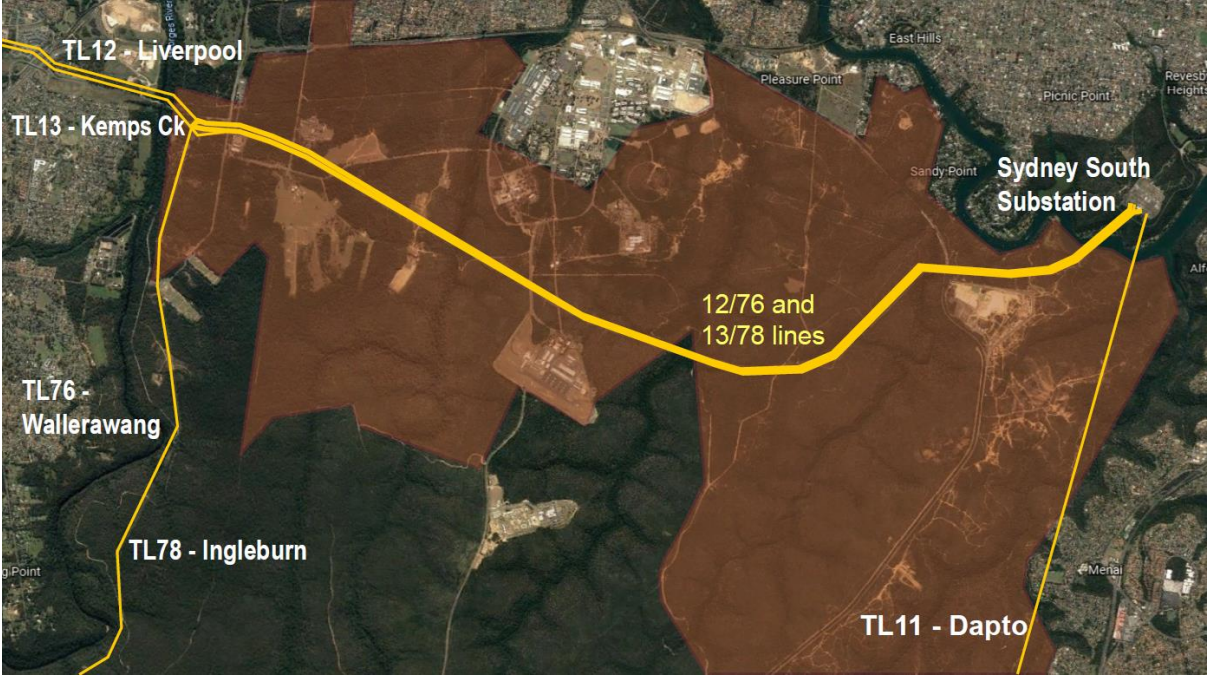 TL12 - Liverpool
East Hills
Pleasure Point
Revesby
Heights
Picnic Point
TL13 - Kemps Ck
Sandy Point
Sydney South
Substation
12/76 and
13/78 lines
TL76 -
Wallerawang
TL78 - Ingleburn
Menai
TL11 - Dapto